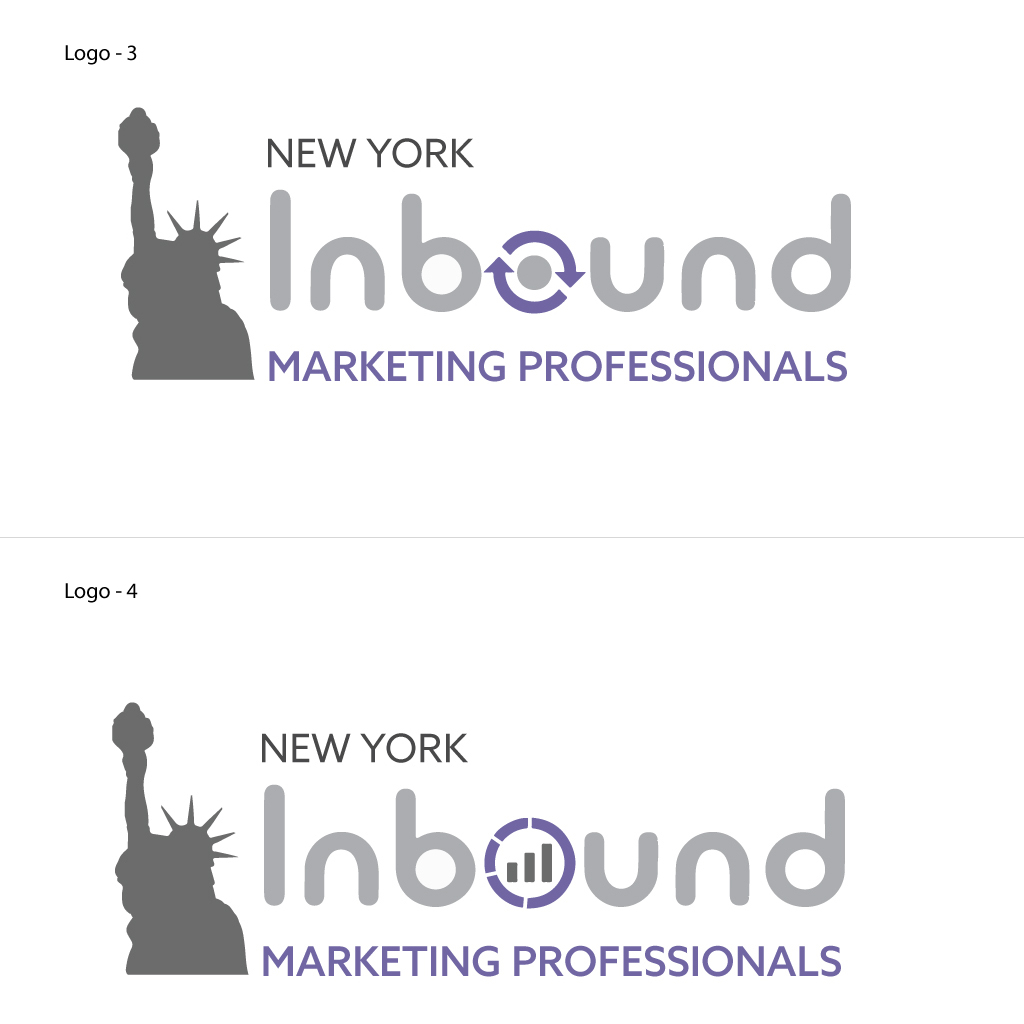 Logo - 3
NEW YORK
Inbound
MARKETING PROFESSIONALS
Logo - 4
NEW YORK
Inbound
MARKETING PROFESSIONALS